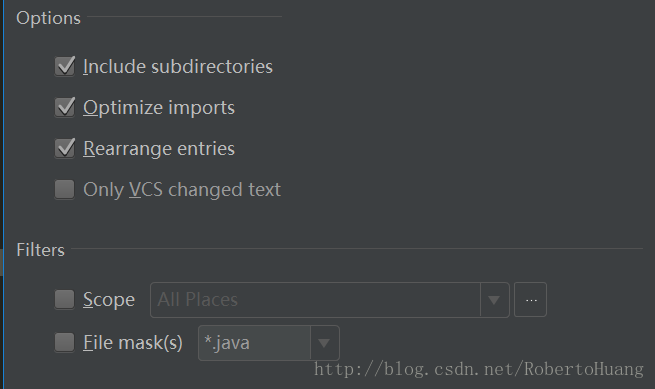 Options
Include subdirectories
Optimize imports
Rearrange entries
Only VCS changed text
Filters
Scope All Places ...
File mask(s) *.java
http://blog.csdn.net/RobertoHuang